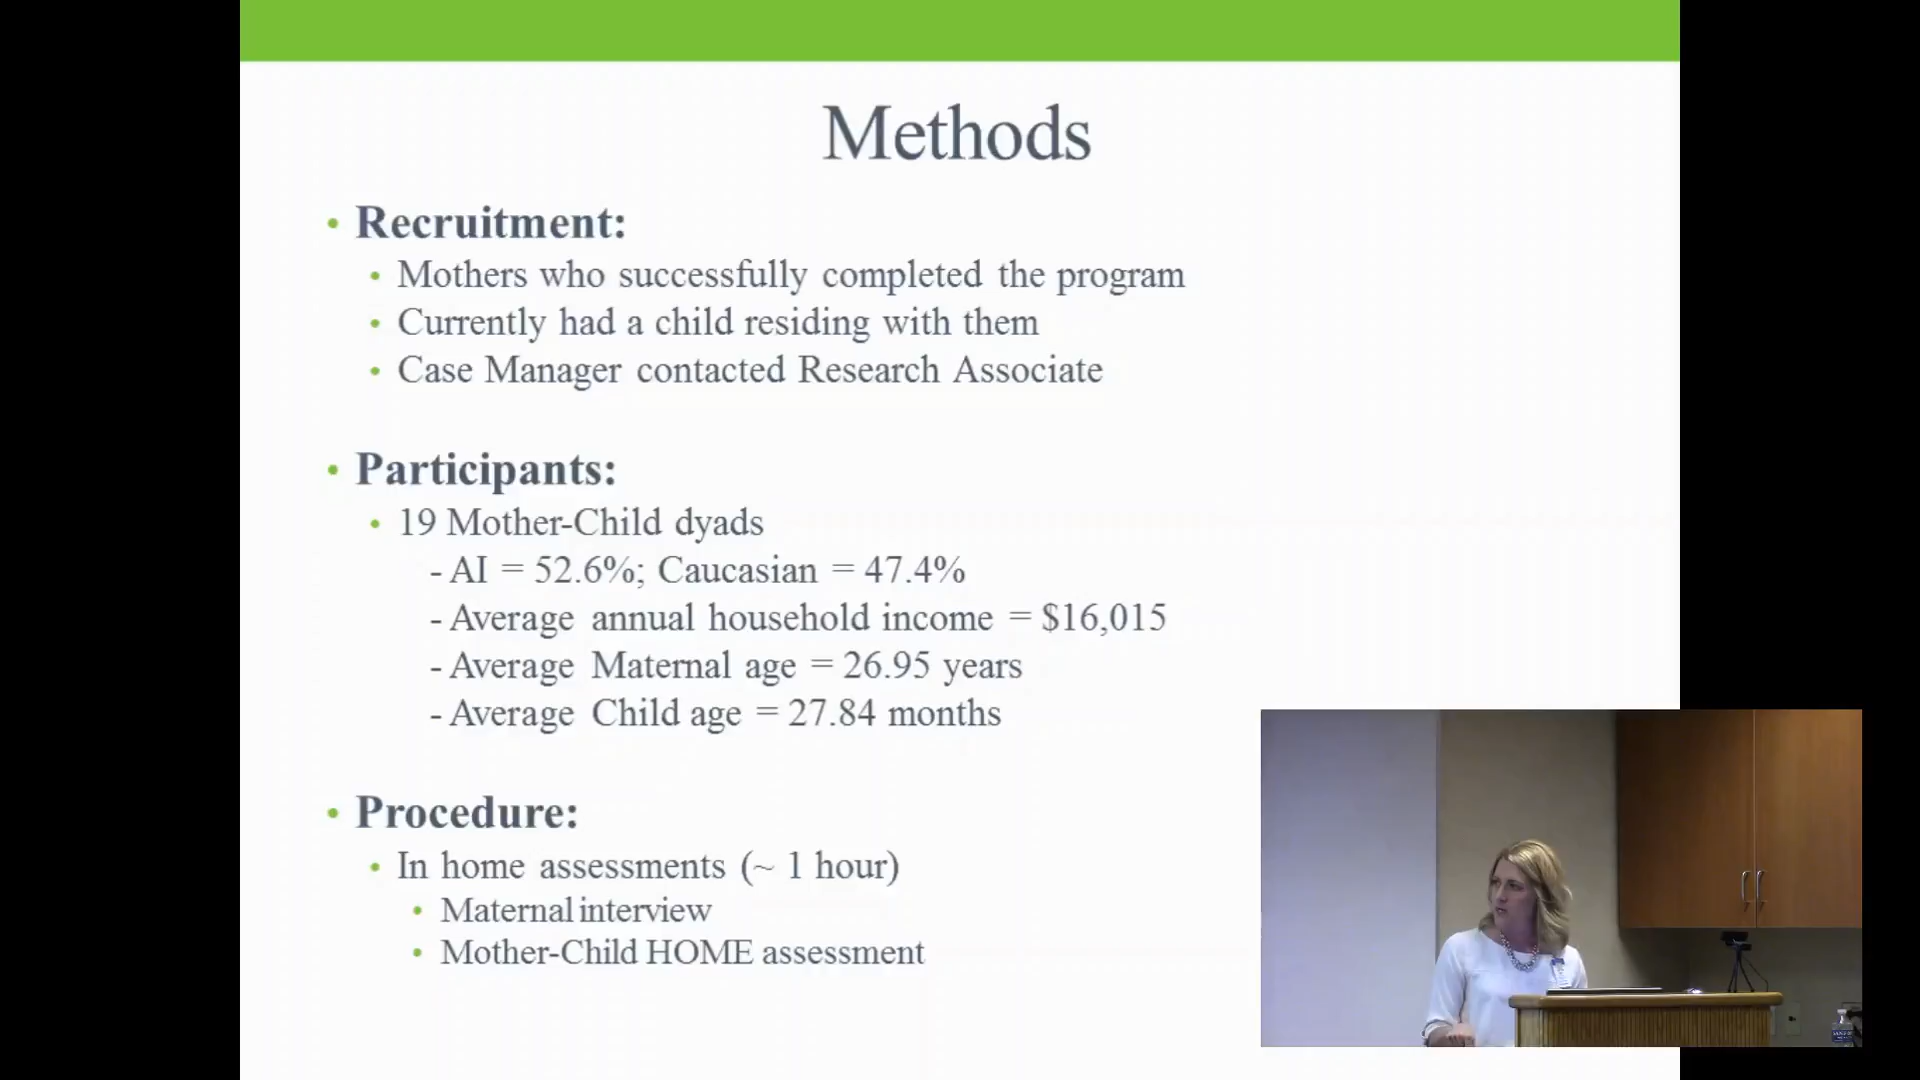 Methods
• Recruitment:
• Mothers who successfully completed the program
• Currently had a child residing with them
• Case Manager contacted Research Associate
• Participants:
• 19 Mother-Child dyads
- AI = 52.6%; Caucasian = 47.4%
- Average annual household income = $16,015
- Average Maternal age = 26.95 years
- Average Child age = 27.84 months
• Procedure:
• In home assessments (~ 1 hour)
• Maternal interview
• Mother-Child HOME assessment